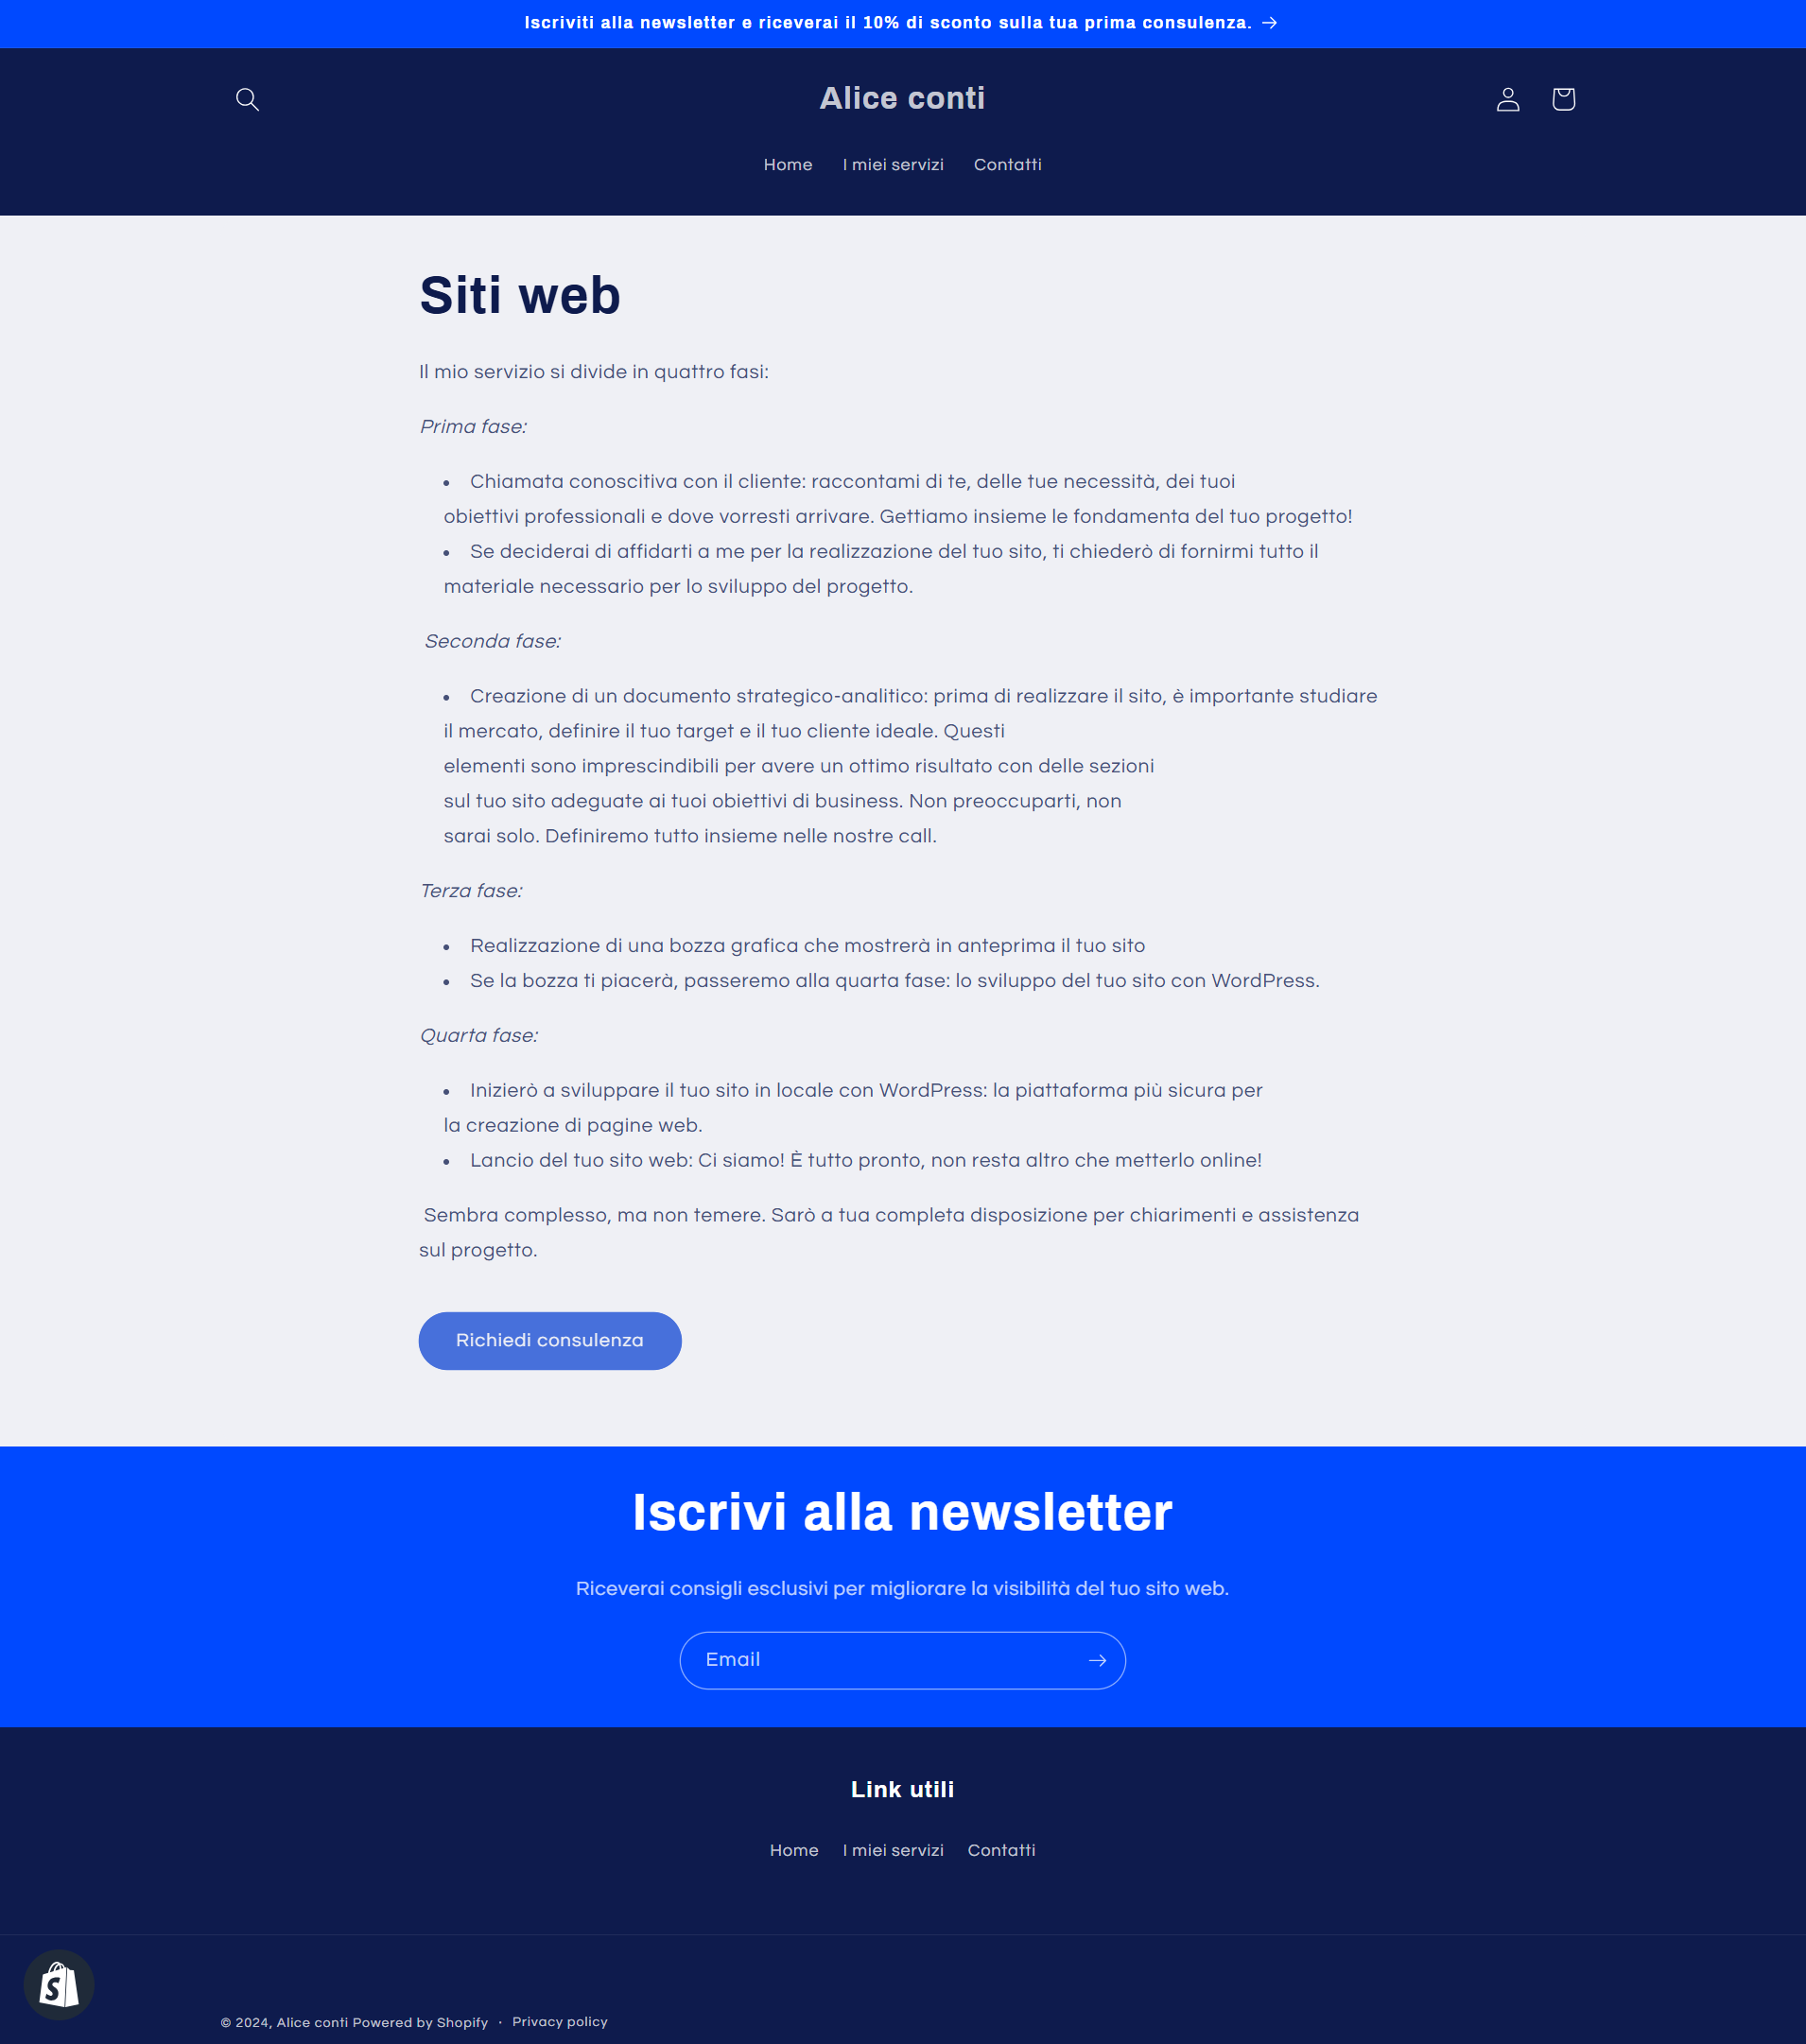 Iscriviti alla newsletter e riceverai il 10% di sconto sulla tua prima consulenza. →
Alice conti
Home I miei servizi Contatti
Siti web
Il mio servizio si divide in quattro fasi:
Prima fase:
• Chiamata conoscitiva con il cliente: raccontami di te, delle tue necessità, dei tuoi
obiettivi professionali e dove vorresti arrivare. Gettiamo insieme le fondamenta del tuo progetto!
• Se deciderai di affidarti a me per la realizzazione del tuo sito, ti chiederò di fornirmi tutto il
materiale necessario per lo sviluppo del progetto.
Seconda fase:
• Creazione di un documento strategico-analitico: prima di realizzare il sito, è importante studiare
il mercato, definire il tuo target e il tuo cliente ideale. Questi
elementi sono imprescindibili per avere un ottimo risultato con delle sezioni
sul tuo sito adeguate ai tuoi obiettivi di business. Non preoccuparti, non
sarai solo. Definiremo tutto insieme nelle nostre call.
Terza fase:
• Realizzazione di una bozza grafica che mostrerà in anteprima il tuo sito
• Se la bozza ti piacerà, passeremo alla quarta fase: lo sviluppo del tuo sito con WordPress.
Quarta fase:
• Inizierò a sviluppare il tuo sito in locale con WordPress: la piattaforma più sicura per
la creazione di pagine web.
• Lancio del tuo sito web: Ci siamo! È tutto pronto, non resta altro che metterlo online!
Sembra complesso, ma non temere. Sarò a tua completa disposizione per chiarimenti e assistenza
sul progetto.
Richiedi consulenza
Iscrivi alla newsletter
Riceverai consigli esclusivi per migliorare la visibilità del tuo sito web.
Email →
Link utili
Home I miei servizi Contatti
S
© 2024, Alice conti Powered by Shopify · Privacy policy